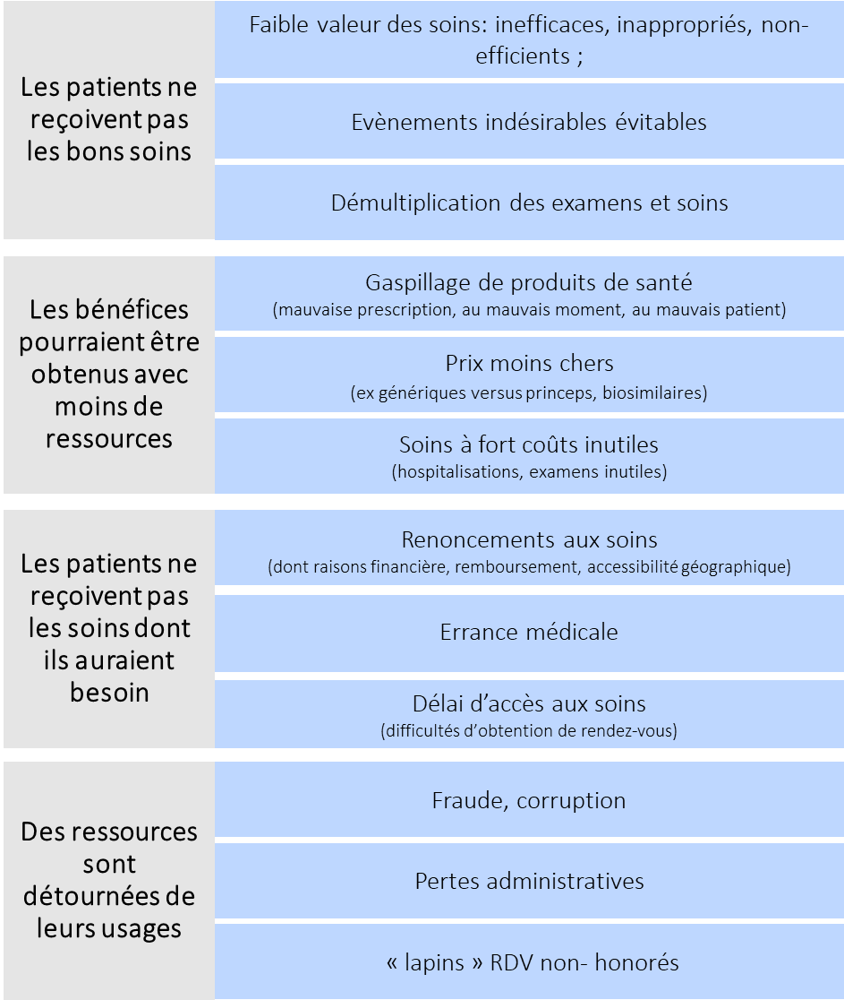 Les patients ne
reçoivent pas
les bons soins
Faible valeur des soins: inefficaces, inappropriés, non-
efficients ;
Evènements indésirables évitables
Démultiplication des examens et soins
Les bénéfices
pourraient être
obtenus avec
moins de
ressources
Gaspillage de produits de santé
(mauvaise prescription, au mauvais moment, au mauvais patient)
Prix moins chers
(ex génériques versus princeps, biosimilaires)
Soins à fort coûts inutiles
(hospitalisations, examens inutiles)
Les patients ne
reçoivent pas
les soins dont
ils auraient
besoin
Renoncements aux soins
(dont raisons financière, remboursement, accessibilité géographique)
Errance médicale
Délai d’accès aux soins
(difficultés d’obtention de rendez-vous)
Des ressources
sont
détournées de
leurs usages
Fraude, corruption
Pertes administratives
« lapins » RDV non- honorés